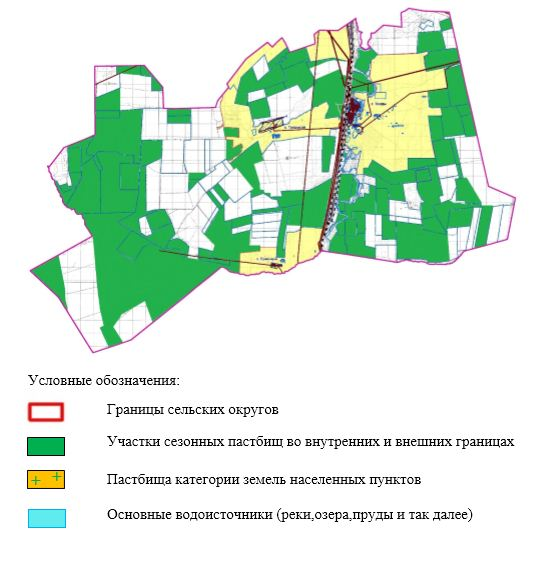 Условные обозначения:
Границы сельских округов
Участки сезонных пастбищ во внутренних и внешних границах
Пастбища категории земель населенных пунктов
Основные водоисточники (реки,озера,пруды и так далее)